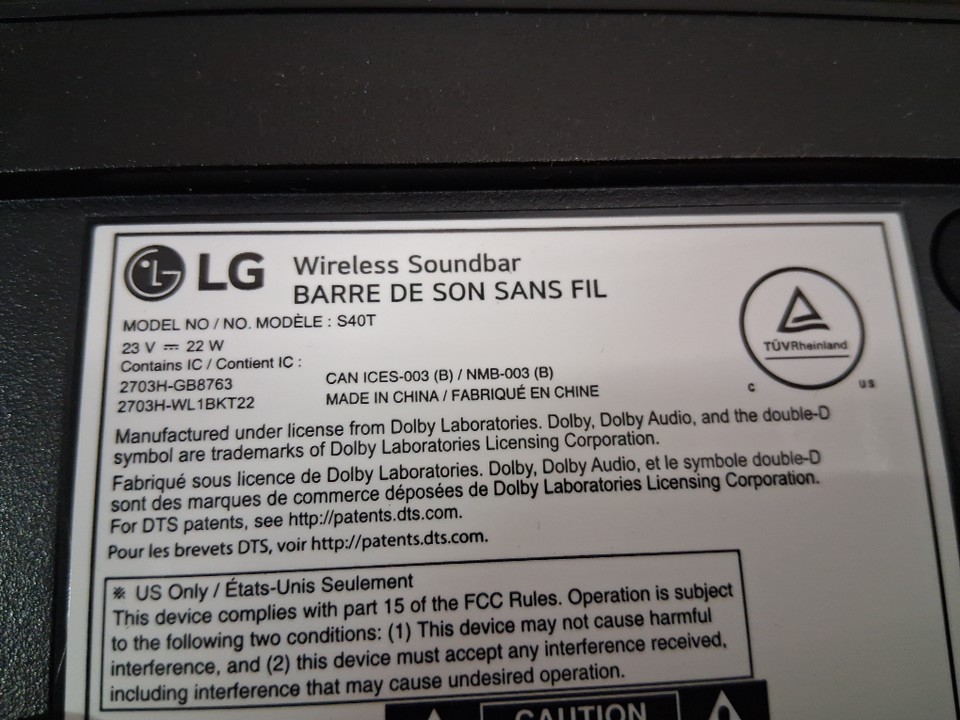 LG
Wireless Soundbar
BARRE DE SON SANS FIL
MODEL NO / NO. MODÈLE : S40T
23 V ⎓ 22 W
Contains IC / Contient IC :
2703H-GB8763
2703H-WL1BKT22
CAN ICES-003 (B) / NMB-003 (B)
MADE IN CHINA / FABRIQUÉ EN CHINE
TÜVRheinland
C US
Manufactured under license from Dolby Laboratories. Dolby, Dolby Audio, and the double-D
symbol are trademarks of Dolby Laboratories Licensing Corporation.
Fabriqué sous licence de Dolby Laboratories. Dolby, Dolby Audio, et le symbole double-D
sont des marques de commerce déposées de Dolby Laboratories Licensing Corporation.
For DTS patents, see http://patents.dts.com.
Pour les brevets DTS, voir http://patents.dts.com.
※ US Only / États-Unis Seulement
This device complies with part 15 of the FCC Rules. Operation is subject
to the following two conditions: (1) This device may not cause harmful
interference, and (2) this device must accept any interference received,
including interference that may cause undesired operation.
CAUTION